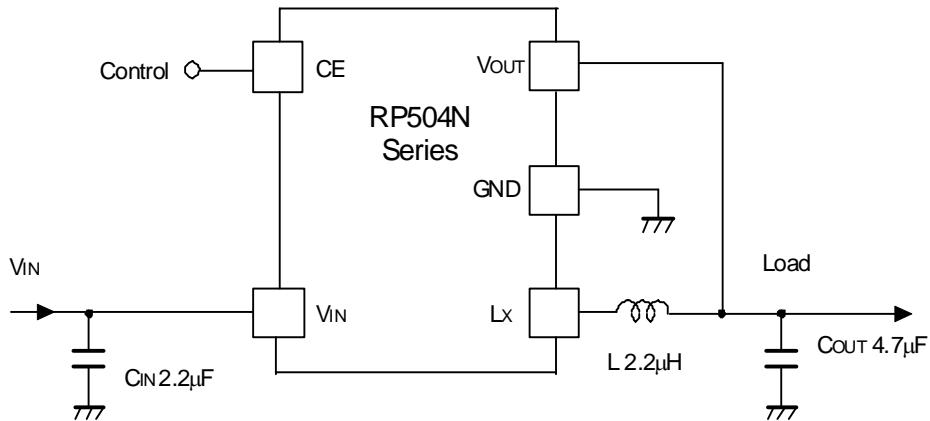 Control
CE
VOUT
RP504N
Series
GND
VIN
VIN
LX
Load
CIN 2.2μF
L 2.2μH
COUT 4.7μF